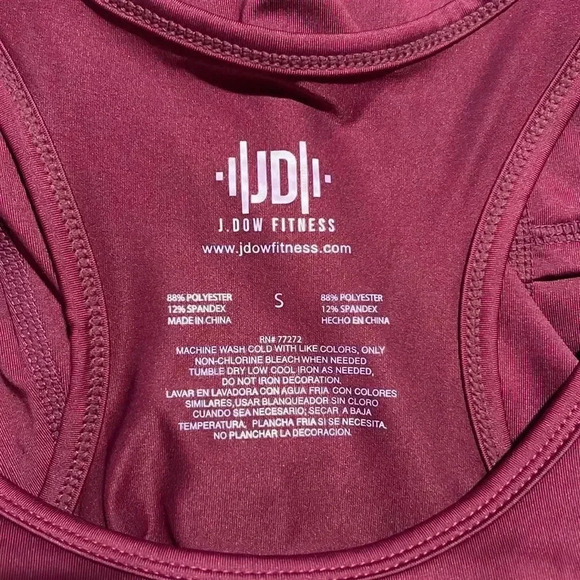 JD
J.DOW FITNESS
www.jdowfitness.com
88% POLYESTER
12% SPANDEX
MADE IN CHINA
S
88% POLYESTER
12% SPANDEX
HECHO EN CHINA
RN# 77272
MACHINE WASH COLD WITH LIKE COLORS, ONLY
NON-CHLORINE BLEACH WHEN NEEDED
TUMBLE DRY LOW COOL IRON AS NEEDED,
DO NOT IRON DECORATION.
LAVAR EN LAVADORA CON AGUA FRIA CON COLORES
SIMILARES,USAR BLANQUEADOR SIN CLORO
CUANDO SEA NECESARIO; SECAR A BAJA
TEMPERATURA, PLANCHA FRIA SI SE NECESITA.
NO PLANCHAR LA DECORACION.